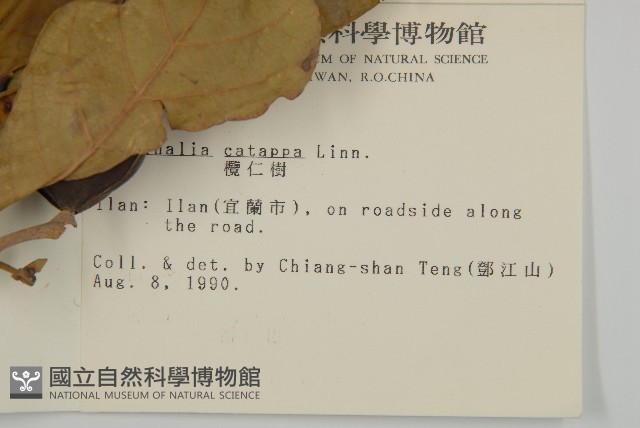 科學博物館
M OF NATURAL SCIENCE
WAN, R.O.CHINA
nalia catappa Linn.
欖仁樹
Ilan: Ilan(宜蘭市), on roadside along
the road.
Coll. & det. by Chiang-shan Teng(鄧江山)
Aug. 8, 1990.
國立自然科學博物館
NATIONAL MUSEUM OF NATURAL SCIENCE